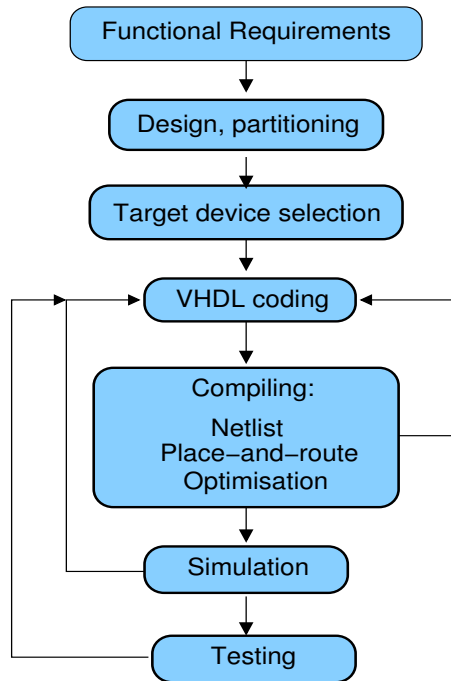 Functional Requirements
Design, partitioning
Target device selection
VHDL coding
Compiling:
Netlist
Place−and−route
Optimisation
Simulation
Testing